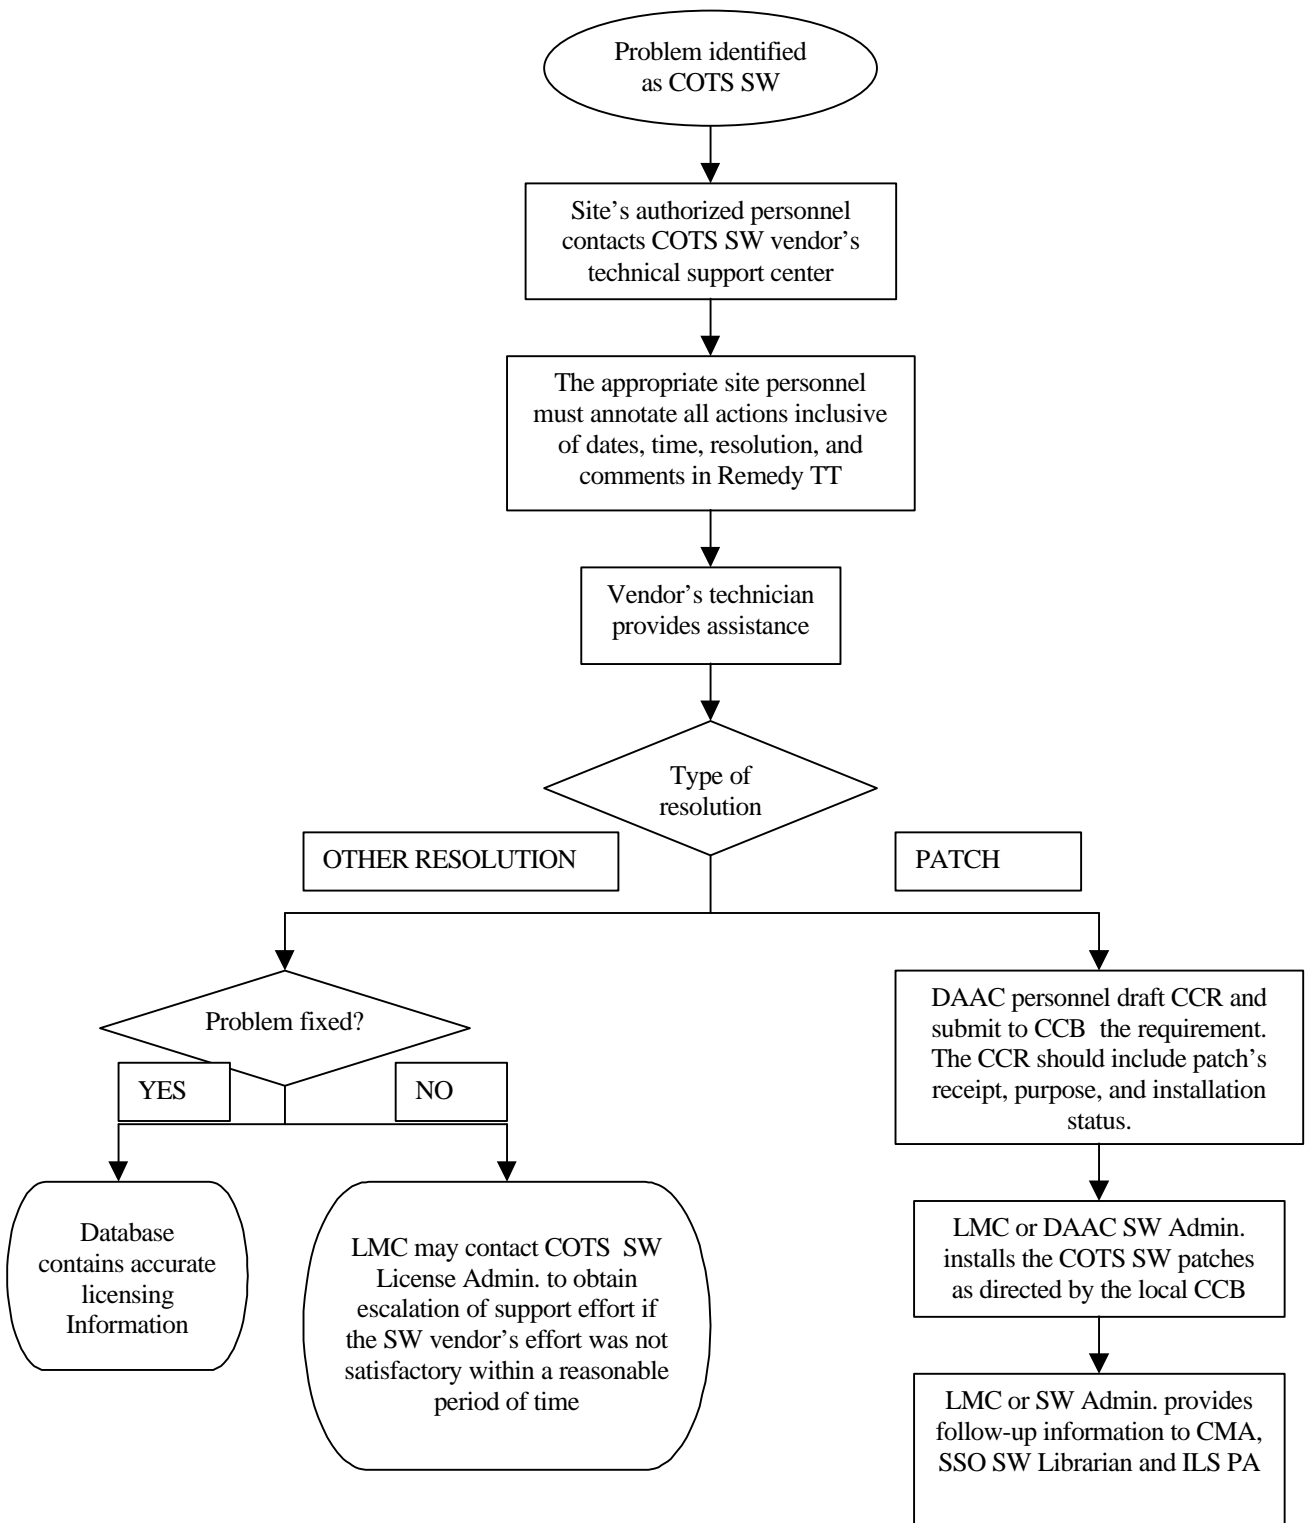 Problem identified
as COTS SW
Site’s authorized personnel
contacts COTS SW vendor’s
technical support center
The appropriate site personnel
must annotate all actions inclusive
of dates, time, resolution, and
comments in Remedy TT
Vendor’s technician
provides assistance
Type of
resolution
OTHER RESOLUTION
PATCH
Problem fixed?
YES
NO
Database
contains accurate
licensing
Information
LMC may contact COTS  SW
License Admin. to obtain
escalation of support effort if
the SW vendor’s effort was not
satisfactory within a reasonable
period of time
DAAC personnel draft CCR and
submit to CCB  the requirement.
The CCR should include patch’s
receipt, purpose, and installation
status.
LMC or DAAC SW Admin.
installs the COTS SW patches
as directed by the local CCB
LMC or SW Admin. provides
follow-up information to CMA,
SSO SW Librarian and ILS PA